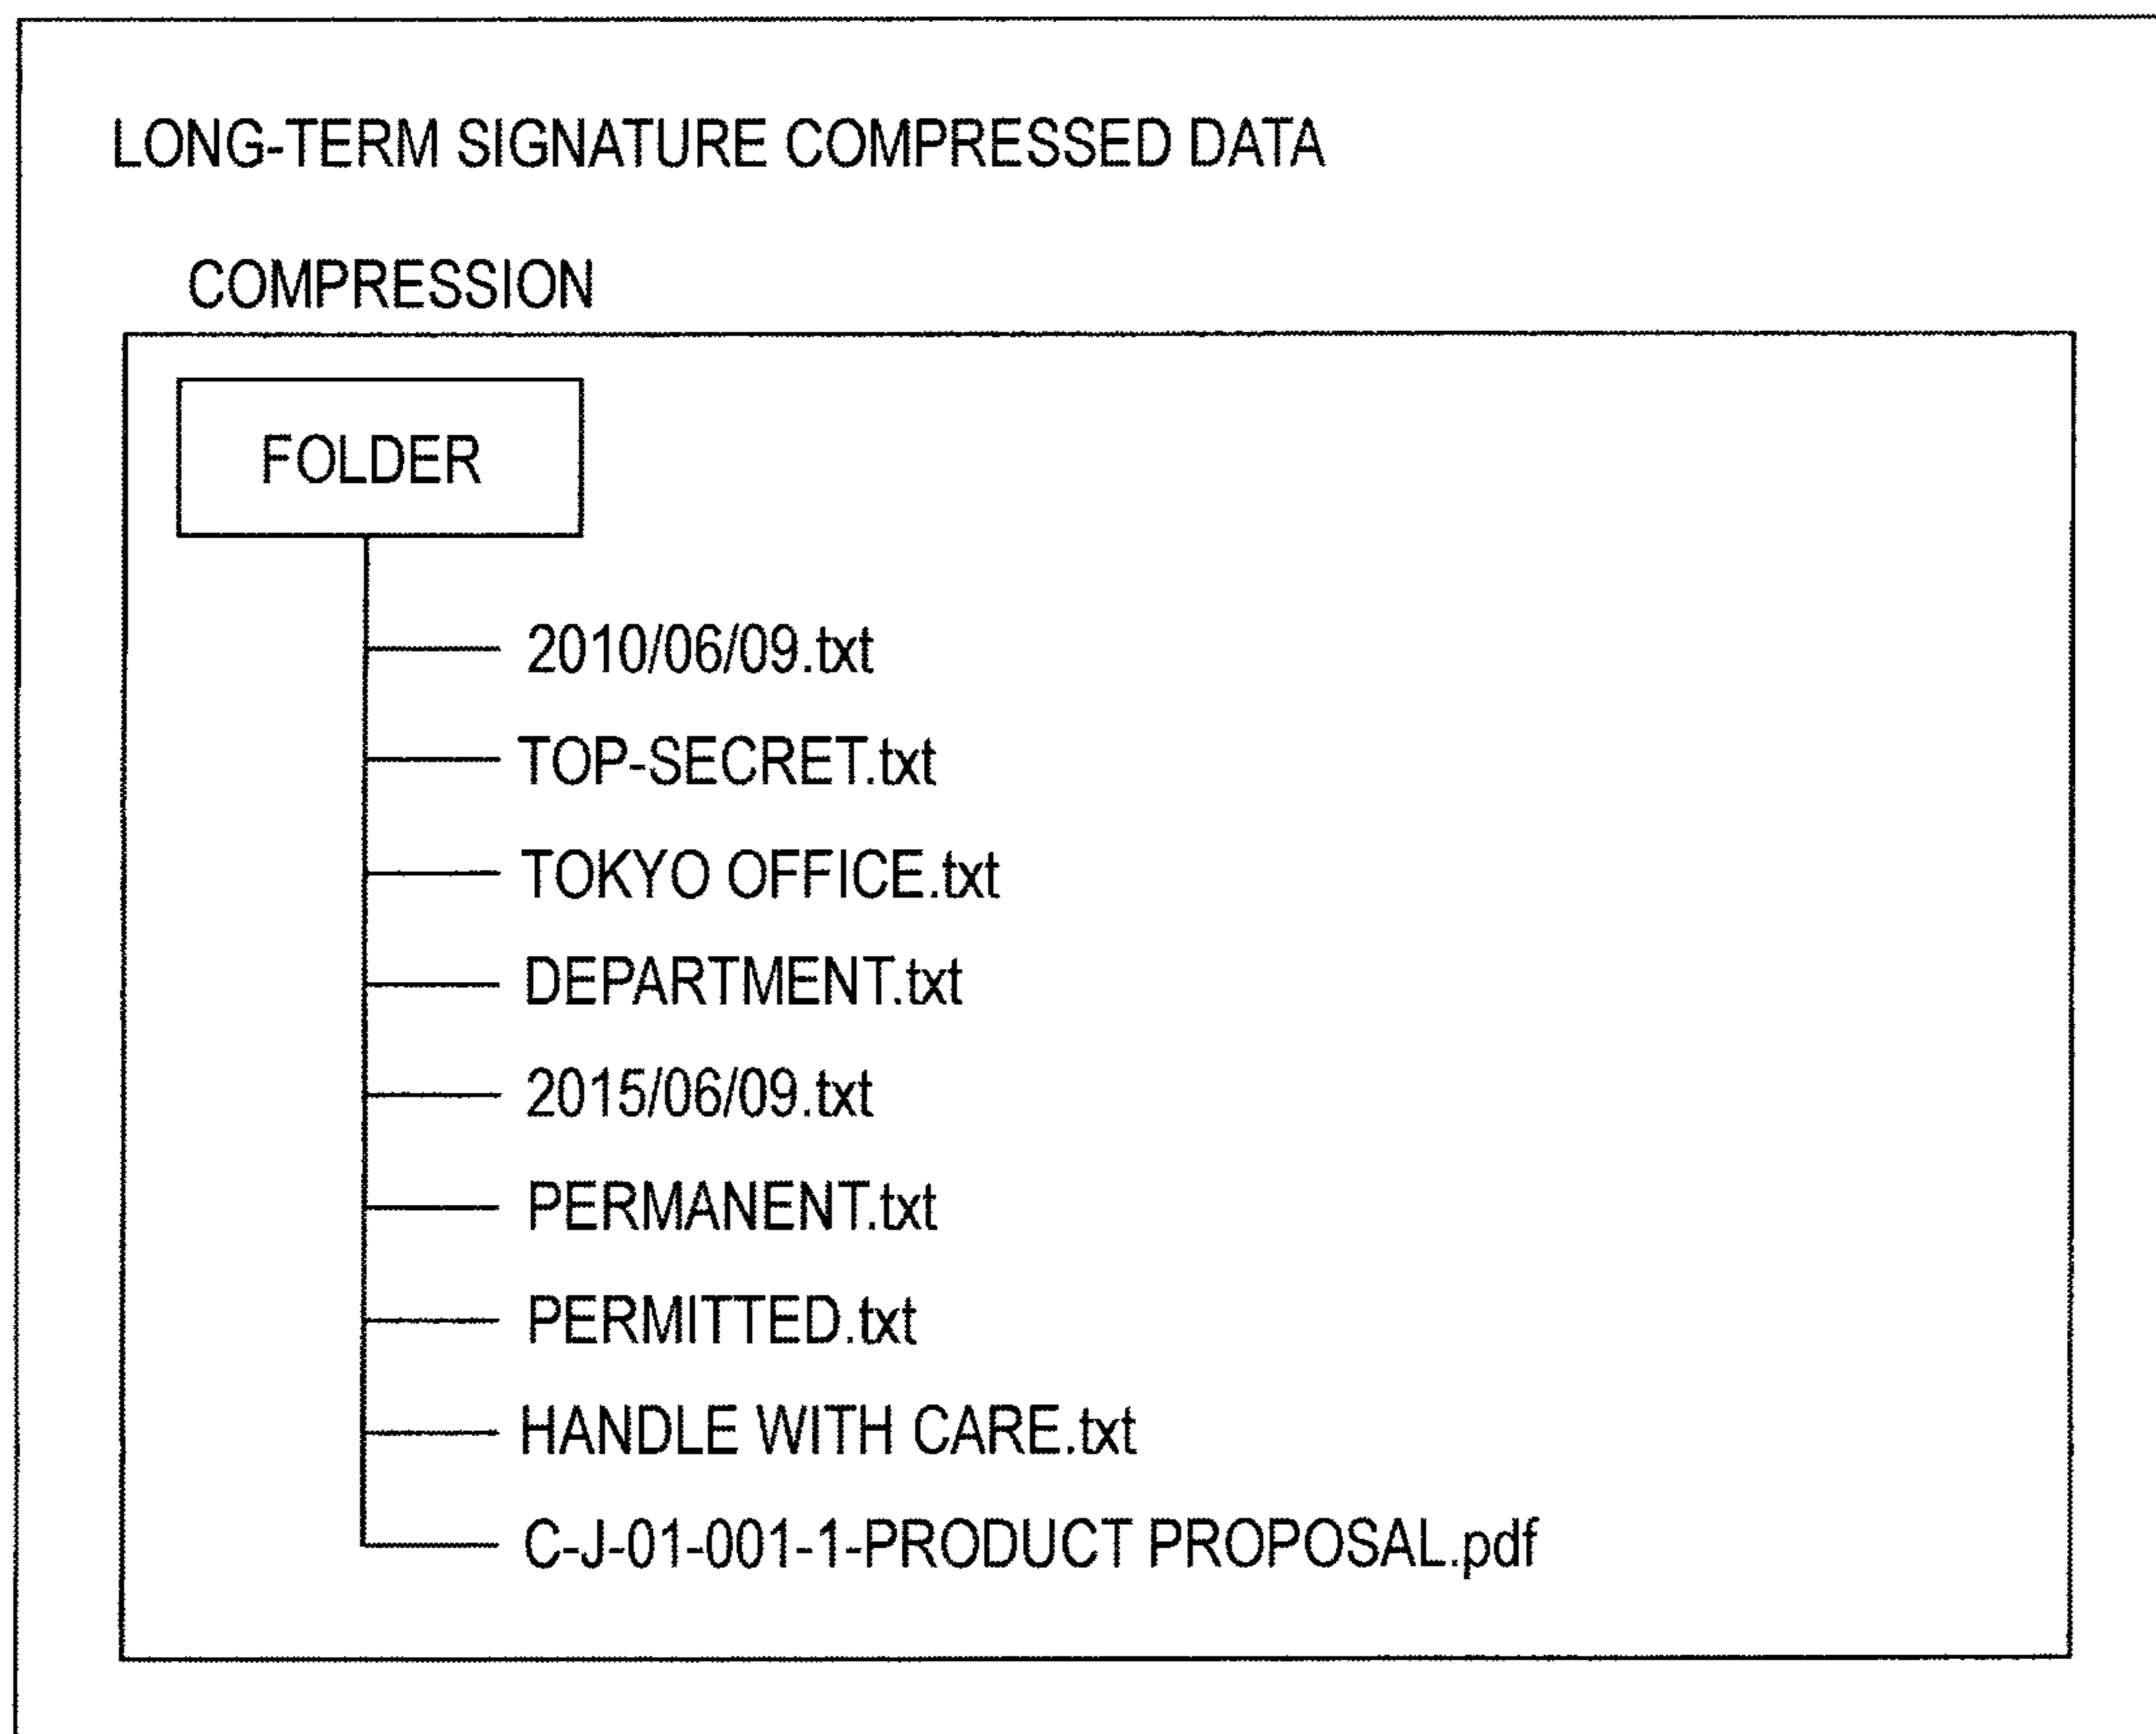 LONG-TERM SIGNATURE COMPRESSED DATA
COMPRESSION
FOLDER
2010/06/09.txt
TOP-SECRET.txt
TOKYO OFFICE.txt
DEPARTMENT.txt
2015/06/09.txt
PERMANENT.txt
PERMITTED.txt
HANDLE WITH CARE.txt
C-J-01-001-1-PRODUCT PROPOSAL.pdf